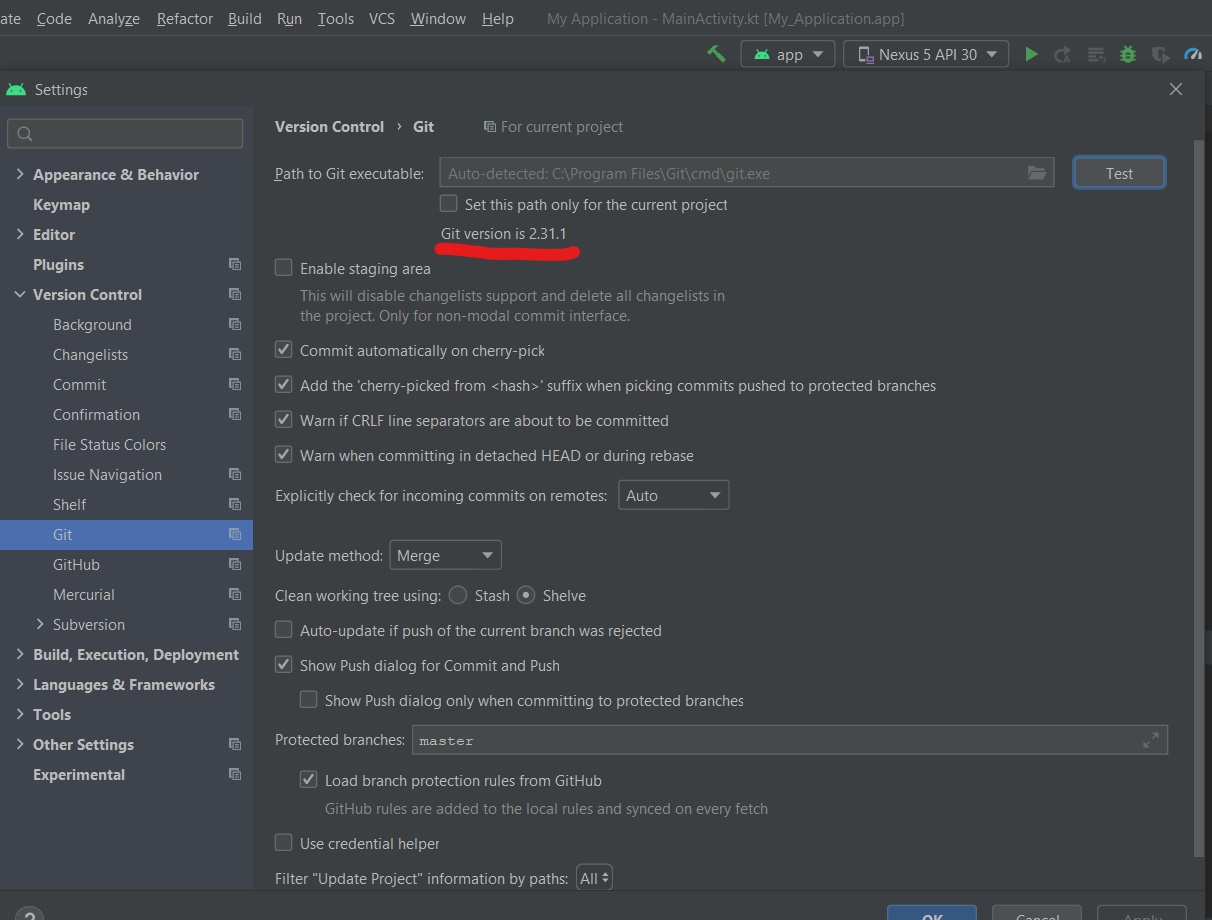 ate Code Analyze Refactor Build Run Tools VCS Window Help My Application - MainActivity.kt [My_Application.app]
app Nexus 5 API 30
Settings
Version Control › Git For current project
Path to Git executable: Auto-detected: C:\Program Files\Git\cmd\git.exe Test
Set this path only for the current project
Git version is 2.31.1
Enable staging area
This will disable changelists support and delete all changelists in
the project. Only for non-modal commit interface.
Commit automatically on cherry-pick
Add the 'cherry-picked from <hash>' suffix when picking commits pushed to protected branches
Warn if CRLF line separators are about to be committed
Warn when committing in detached HEAD or during rebase
Explicitly check for incoming commits on remotes: Auto
Update method: Merge
Clean working tree using: Stash Shelve
Auto-update if push of the current branch was rejected
Show Push dialog for Commit and Push
Show Push dialog only when committing to protected branches
Protected branches: master
Load branch protection rules from GitHub
GitHub rules are added to the local rules and synced on every fetch
Use credential helper
Filter "Update Project" information by paths: All
Appearance & Behavior
Keymap
Editor
Plugins
Version Control
Background
Changelists
Commit
Confirmation
File Status Colors
Issue Navigation
Shelf
Git
GitHub
Mercurial
Subversion
Build, Execution, Deployment
Languages & Frameworks
Tools
Other Settings
Experimental
? OK Cancel Apply